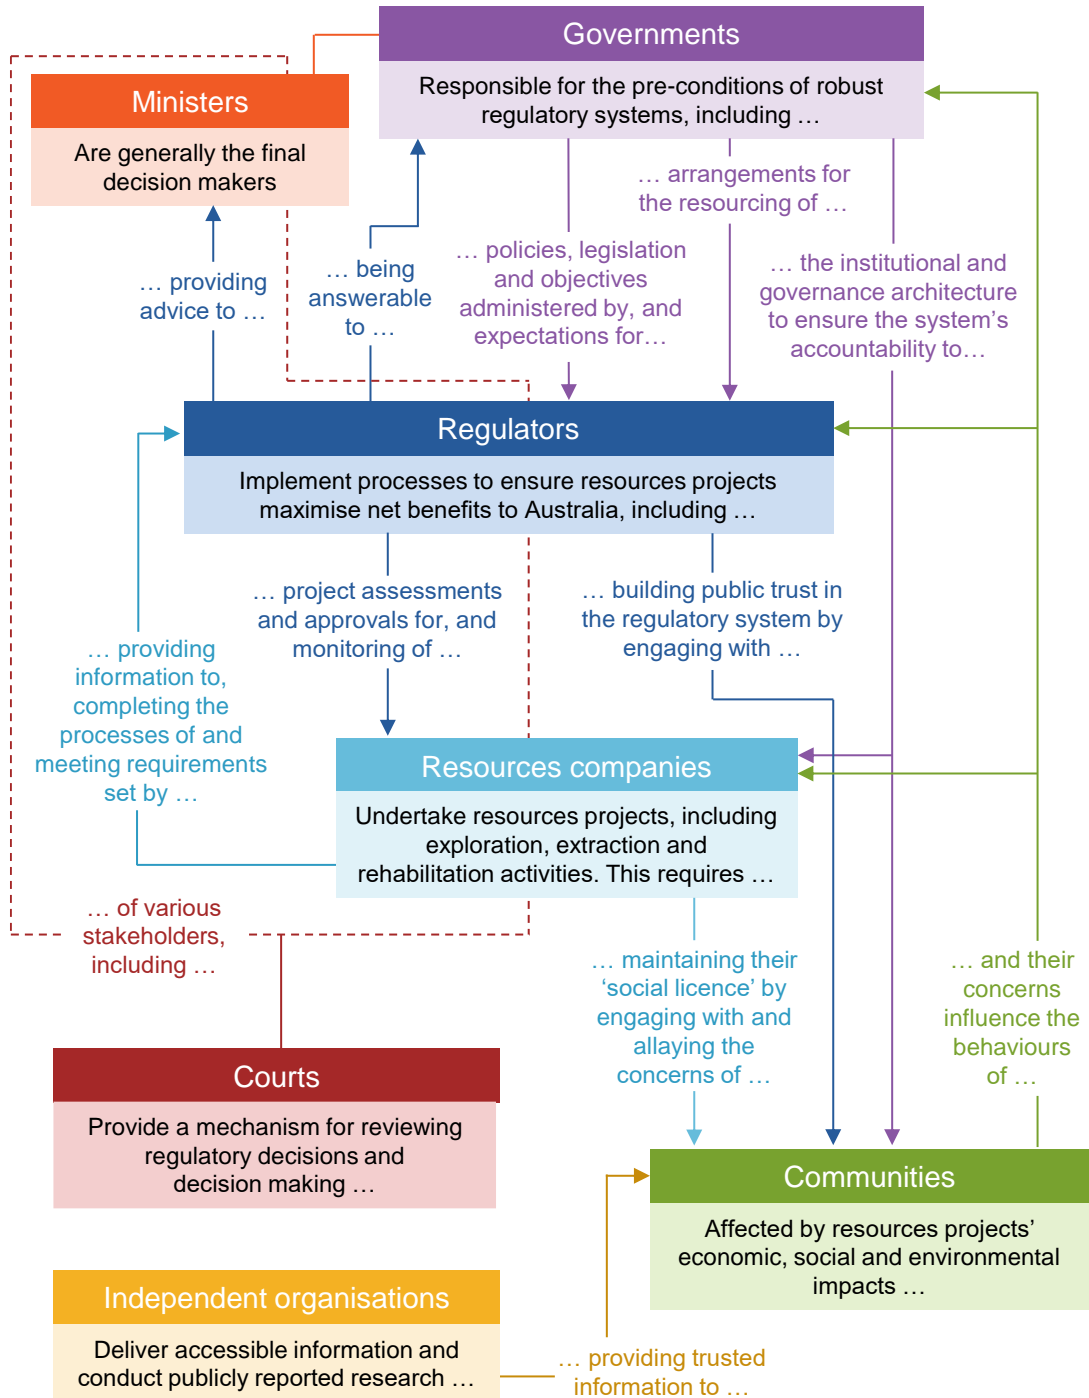 Governments
Responsible for the pre-conditions of robust
regulatory systems, including …
Ministers
Are generally the final
decision makers
… arrangements for
the resourcing of …
… policies, legislation
and objectives
administered by, and
expectations for…
… the institutional and
governance architecture
to ensure the system’s
accountability to…
… providing
advice to …
… being
answerable
to …
Regulators
Implement processes to ensure resources projects
maximise net benefits to Australia, including …
… project assessments
and approvals for, and
monitoring of …
… building public trust in
the regulatory system by
engaging with …
… providing
information to,
completing the
processes of and
meeting requirements
set by …
Resources companies
Undertake resources projects, including
exploration, extraction and
rehabilitation activities. This requires …
… of various
stakeholders,
including …
… maintaining their
‘social licence’ by
engaging with and
allaying the
concerns of …
… and their
concerns
influence the
behaviours
of …
Courts
Provide a mechanism for reviewing
regulatory decisions and
decision making …
Communities
Affected by resources projects’
economic, social and environmental
impacts …
Independent organisations
Deliver accessible information and
conduct publicly reported research …
… providing trusted
information to …